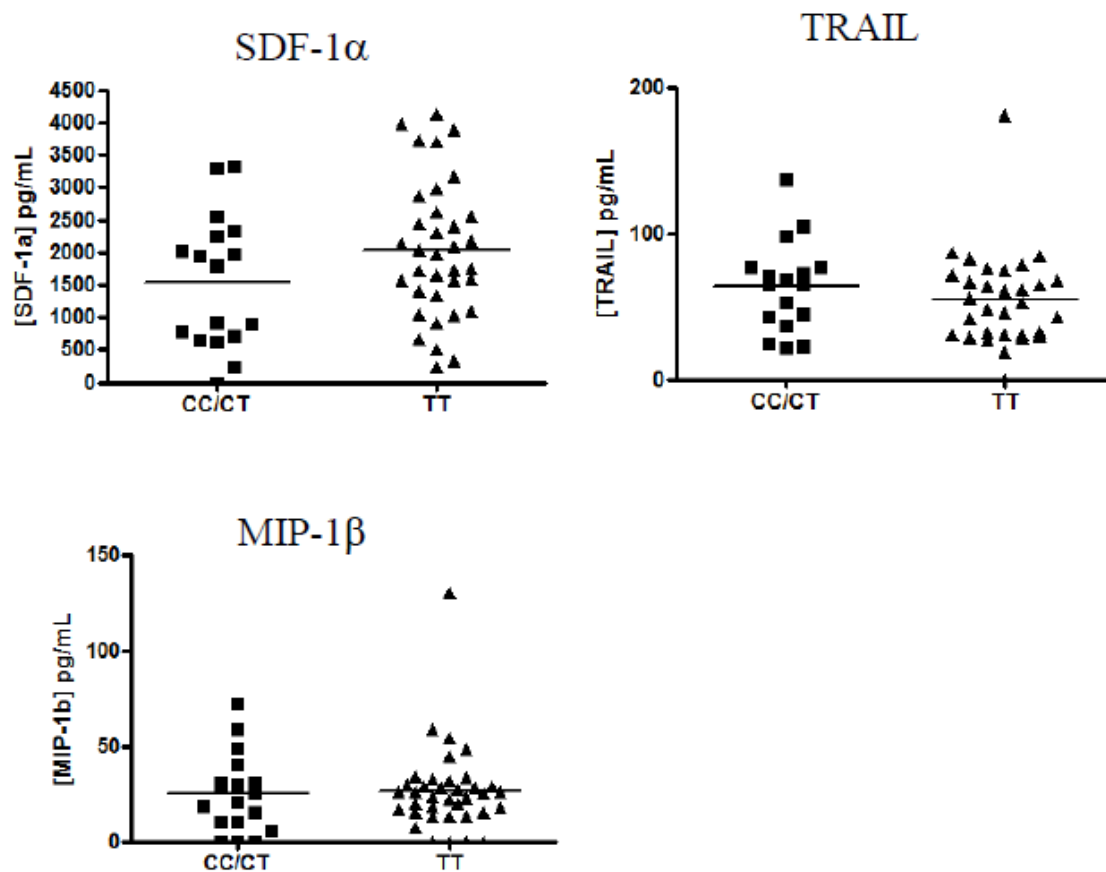 SDF-1α
[SDF-1a] pg/mL
4500
4000
3500
3000
2500
2000
1500
1000
500
0
CC/CT
TT
TRAIL
[TRAIL] pg/mL
200
100
0
CC/CT
TT
MIP-1β
[MIP-1b] pg/mL
150
100
50
0
CC/CT
TT